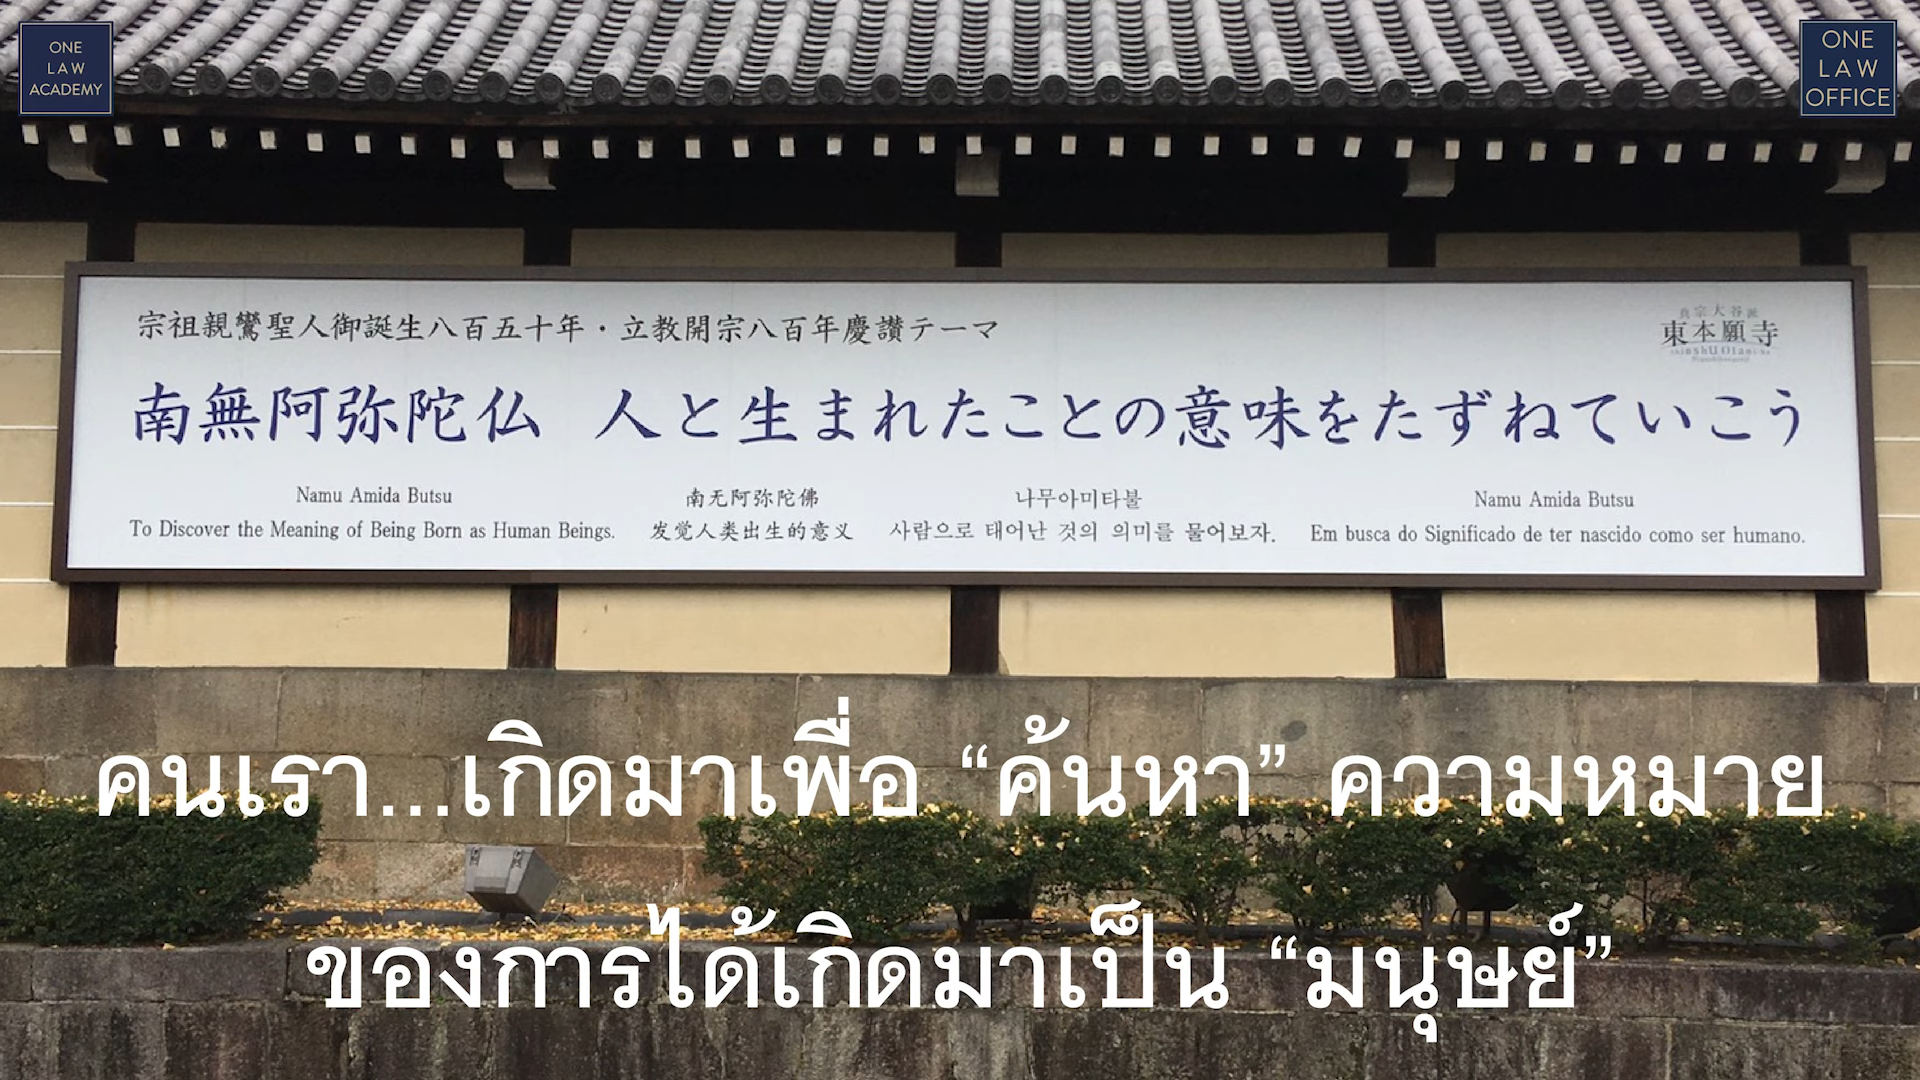 ONE
LAW
ACADEMY
ONE
LAW
OFFICE
宗祖親鸞聖人御誕生八百五十年・立教開宗八百年慶讃テーマ
真宗大谷派
東本願寺
南無阿弥陀仏 人と生まれたことの意味をたずねていこう
Namu Amida Butsu
To Discover the Meaning of Being Born as Human Beings.
南无阿弥陀佛
发觉人类出生的意义
나무아미타불
사람으로 태어난 것의 의미를 물어보자.
Namu Amida Butsu
Em busca do Significado de ter nascido como ser humano.
คนเรา...เกิดมาเพื่อ “ค้นหา” ความหมาย
ของการได้เกิดมาเป็น “มนุษย์”